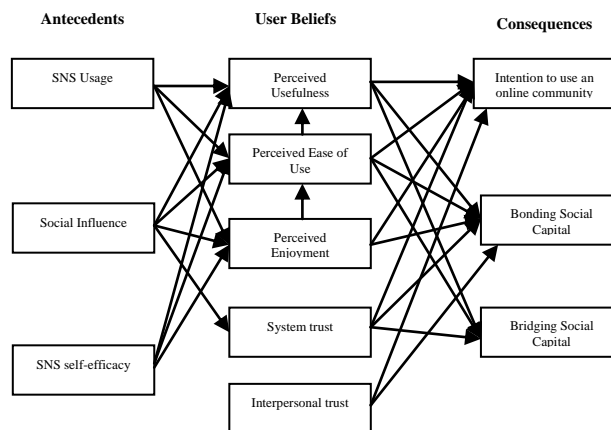 Antecedents
User Beliefs
Consequences
SNS Usage
Perceived
Usefulness
Intention to use an
online community
Perceived Ease of
Use
Social Influence
Perceived
Enjoyment
Bonding Social
Capital
System trust
Bridging Social
Capital
SNS self-efficacy
Interpersonal trust